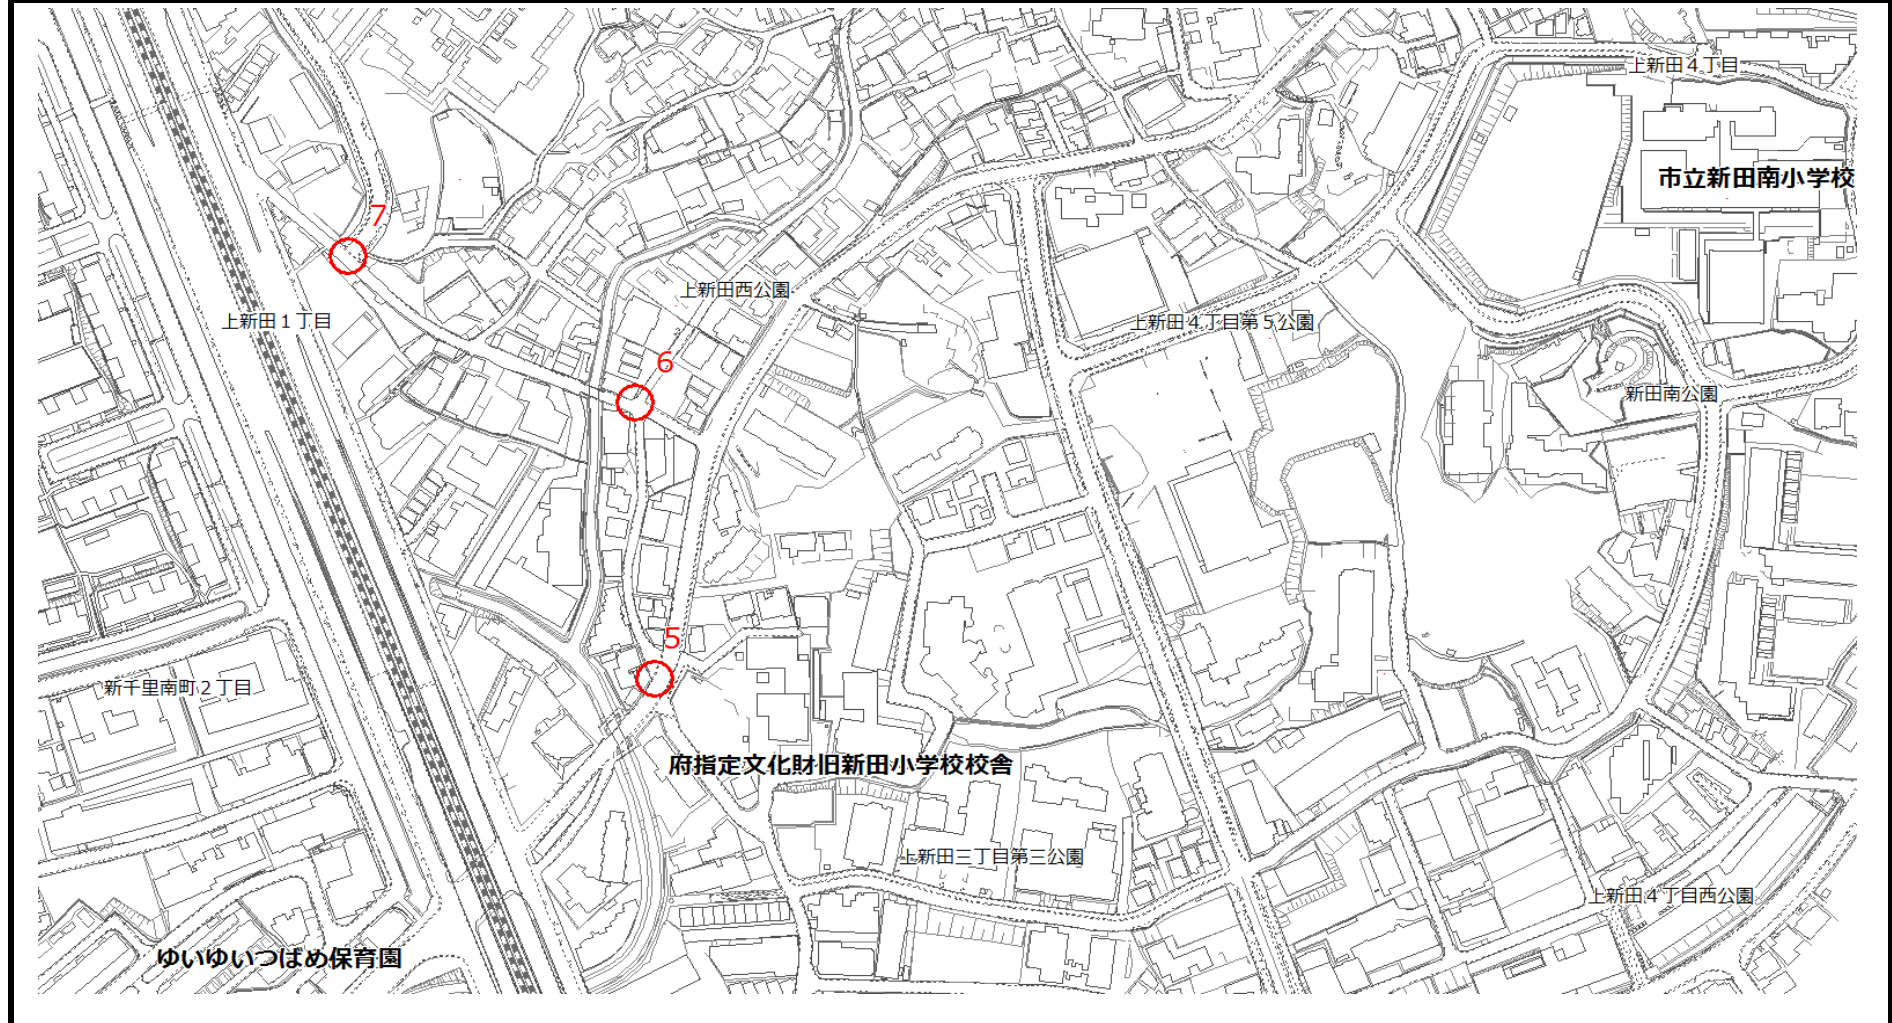 上新田４丁目
市立新田南小学校
7
上新田西公園
上新田１丁目
上新田４丁目第５公園
6
新田南公園
5
新千里南町２丁目
府指定文化財旧新田小学校校舎
上新田三丁目第三公園
上新田４丁目西公園
ゆいゆいつばめ保育園